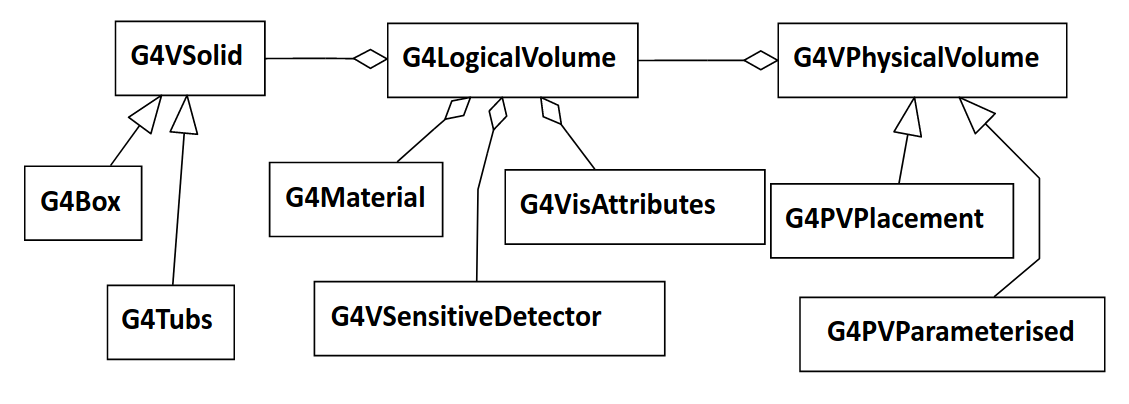 G4VSolid
G4LogicalVolume
G4VPhysicalVolume
G4Box
G4Material
G4VisAttributes
G4PVPlacement
G4Tubs
G4VSensitiveDetector
G4PVParameterised